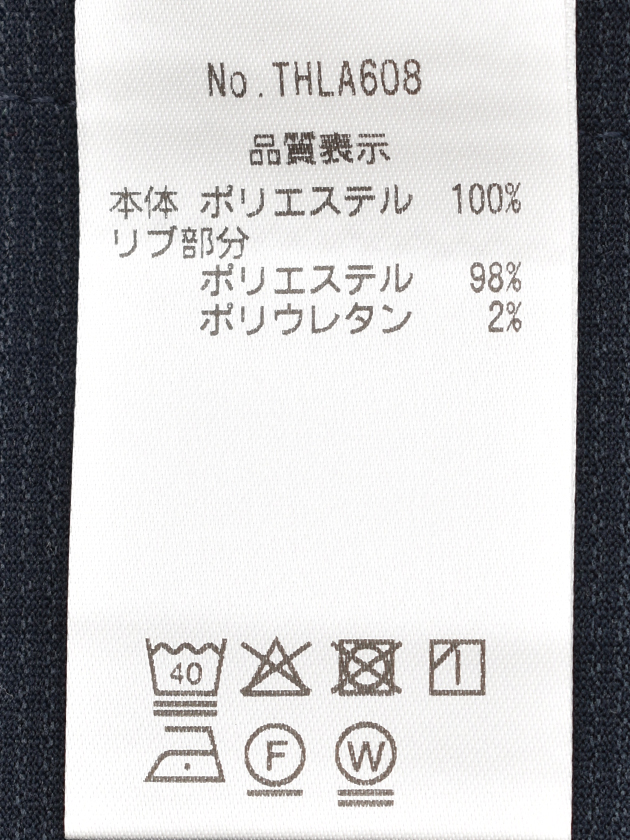 No.THLA608
品質表示
本体 ポリエステル 100%
リブ部分
ポリエステル 98%
ポリウレタン 2%
40
F W